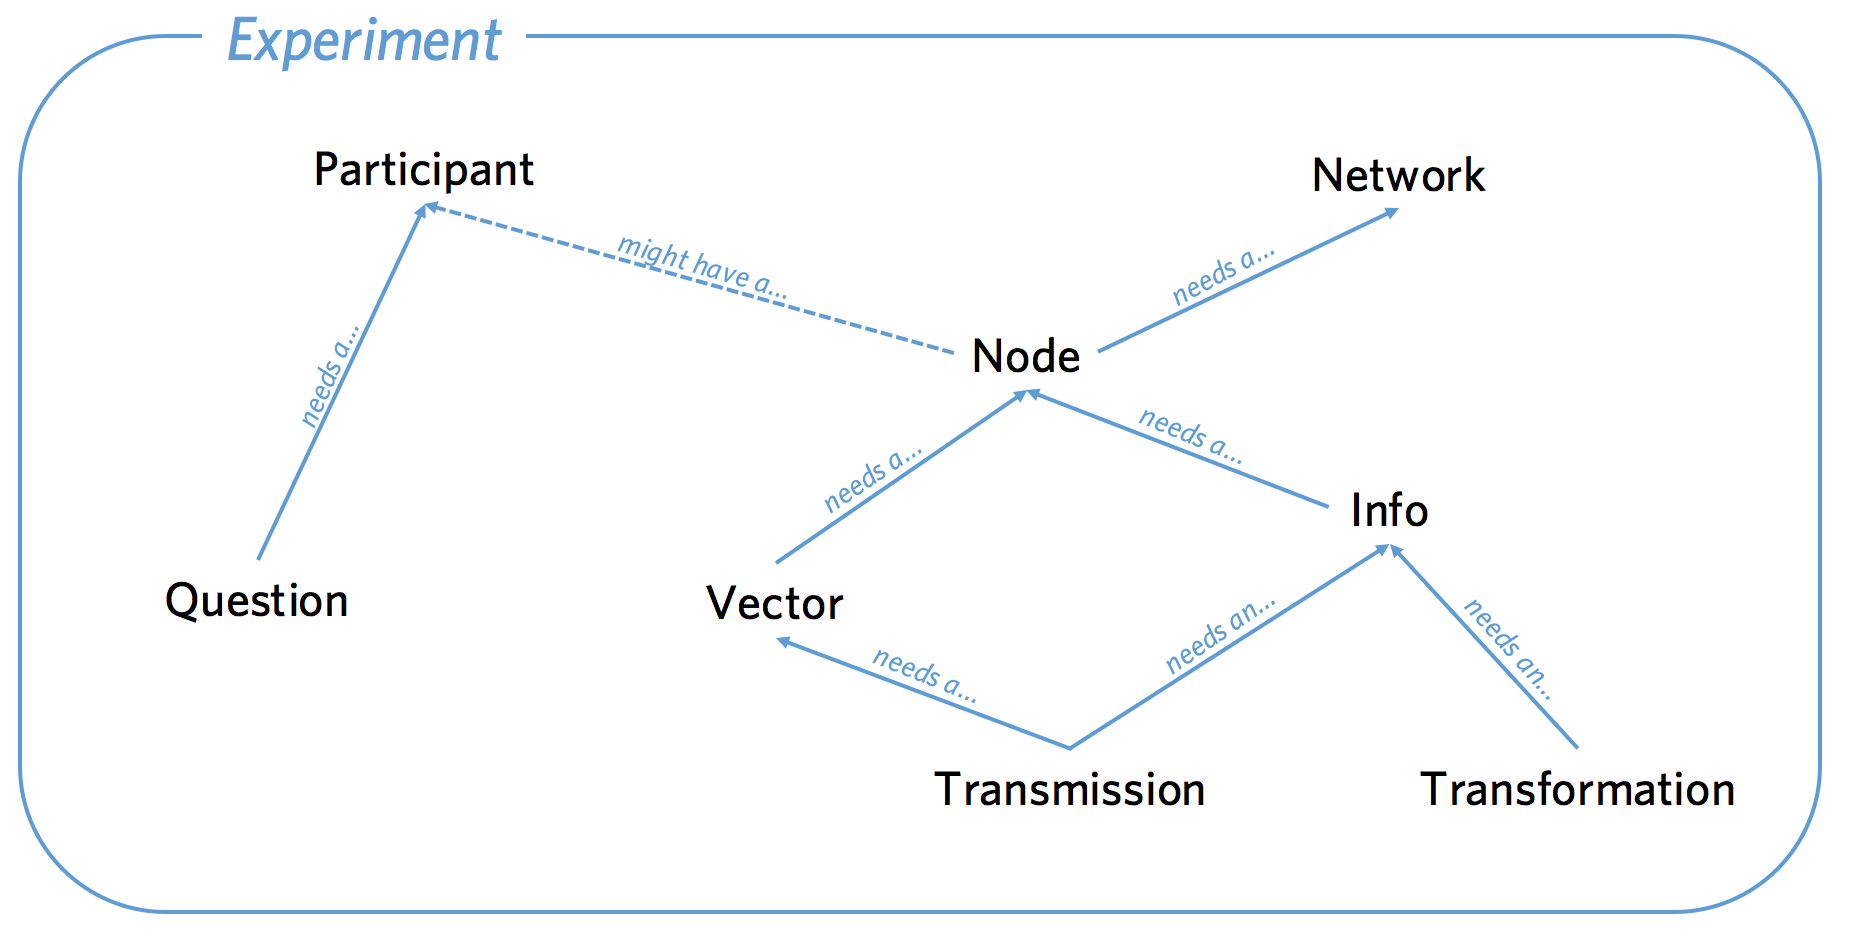 Experiment
Participant
Network
might have a...
needs a...
Node
needs a...
needs a...
needs a...
Info
Question
Vector
needs a...
needs an...
needs an...
Transmission
Transformation